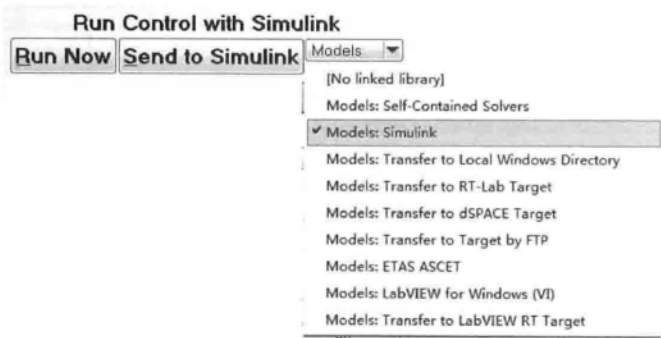 Run Control with Simulink
Run Now Send to Simulink Models
[No linked library]
Models: Self-Contained Solvers
✔ Models: Simulink
Models: Transfer to Local Windows Directory
Models: Transfer to RT-Lab Target
Models: Transfer to dSPACE Target
Models: Transfer to Target by FTP
Models: ETAS ASCET
Models: LabVIEW for Windows (VI)
Models: Transfer to LabVIEW RT Target